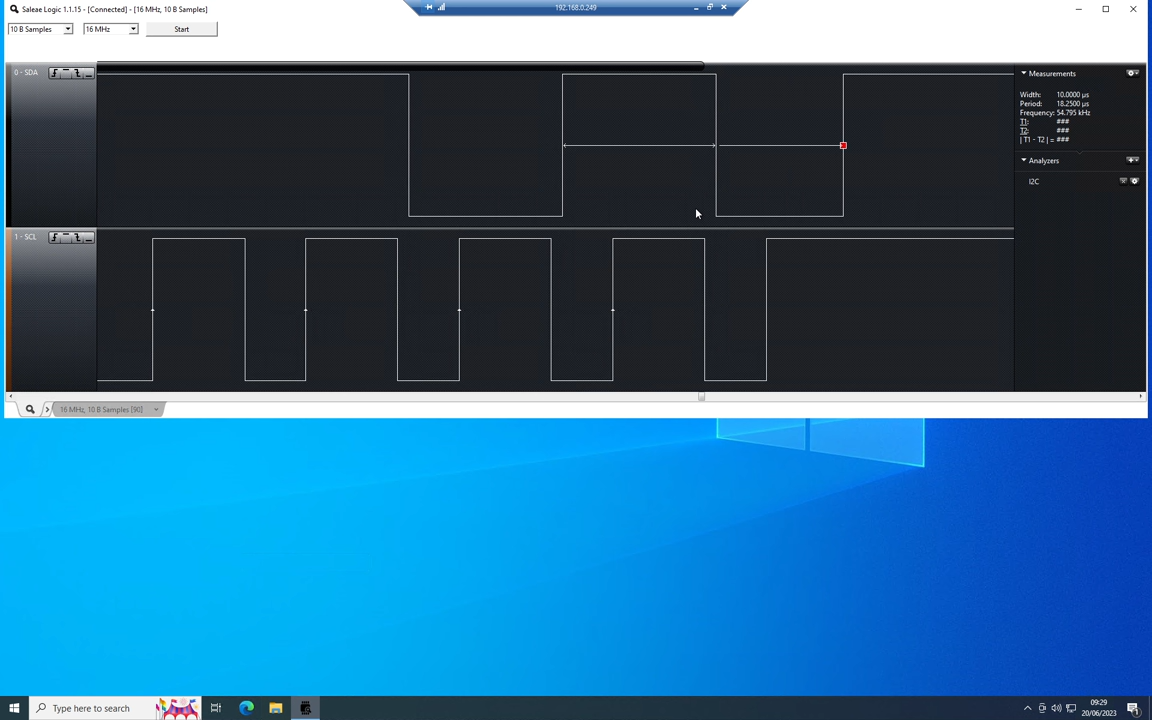 Saleae Logic 1.1.15 - [Connected] - [16 MHz, 10 B Samples]
192.168.0.249
10 B Samples
16 MHz
Start
0 - SDA
Measurements
Width: 10.0000 µs
Period: 18.2500 µs
Frequency: 54.795 kHz
T1: ###
T2: ###
| T1 - T2 | = ###
Analyzers
I2C
1 - SCL
16 MHz, 10 B Samples [90]
Type here to search
09:29
20/06/2023
1